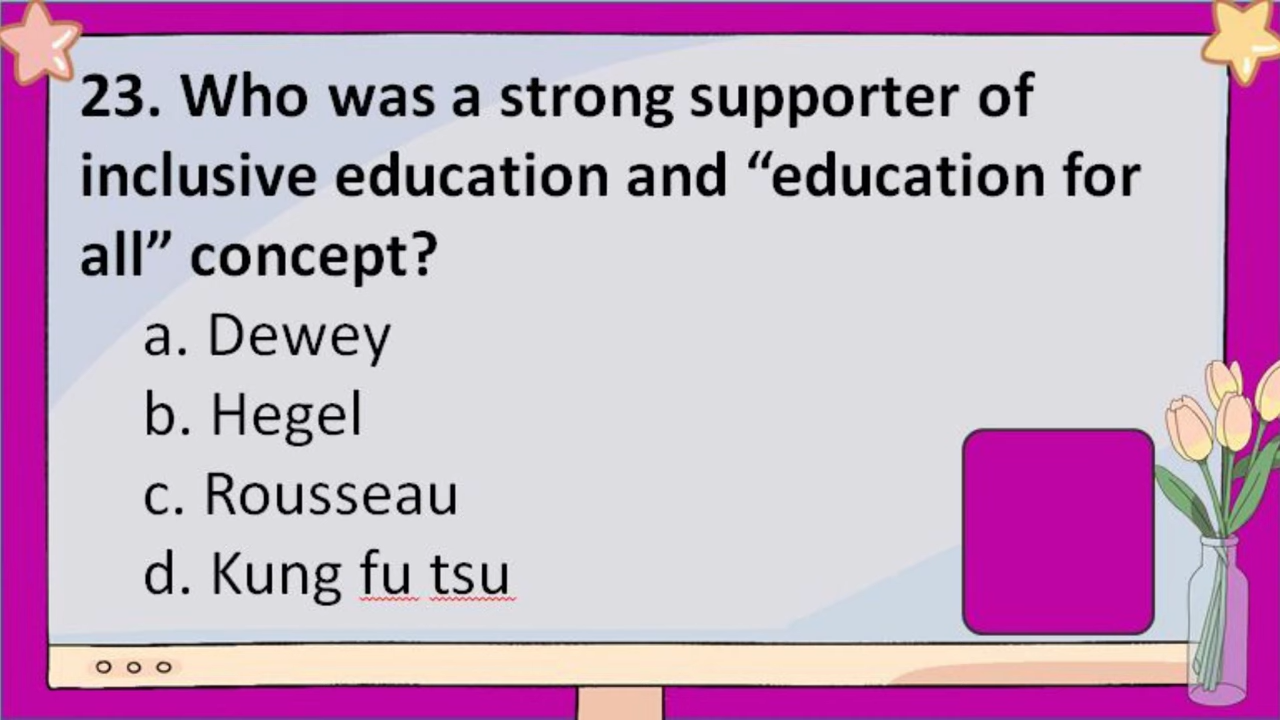 23. Who was a strong supporter of
inclusive education and “education for
all” concept?
a. Dewey
b. Hegel
c. Rousseau
d. Kung fu tsu